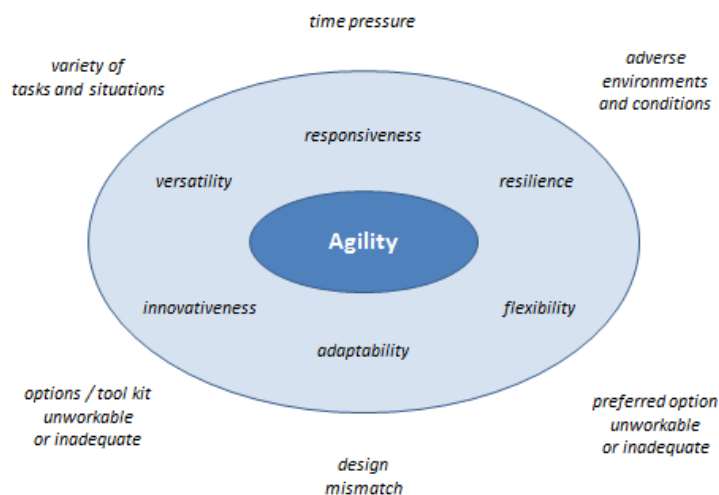 time pressure
variety of
tasks and situations
adverse
environments
and conditions
responsiveness
versatility
resilience
Agility
innovativeness
flexibility
adaptability
options / tool kit
unworkable
or inadequate
preferred option
unworkable
or inadequate
design
mismatch